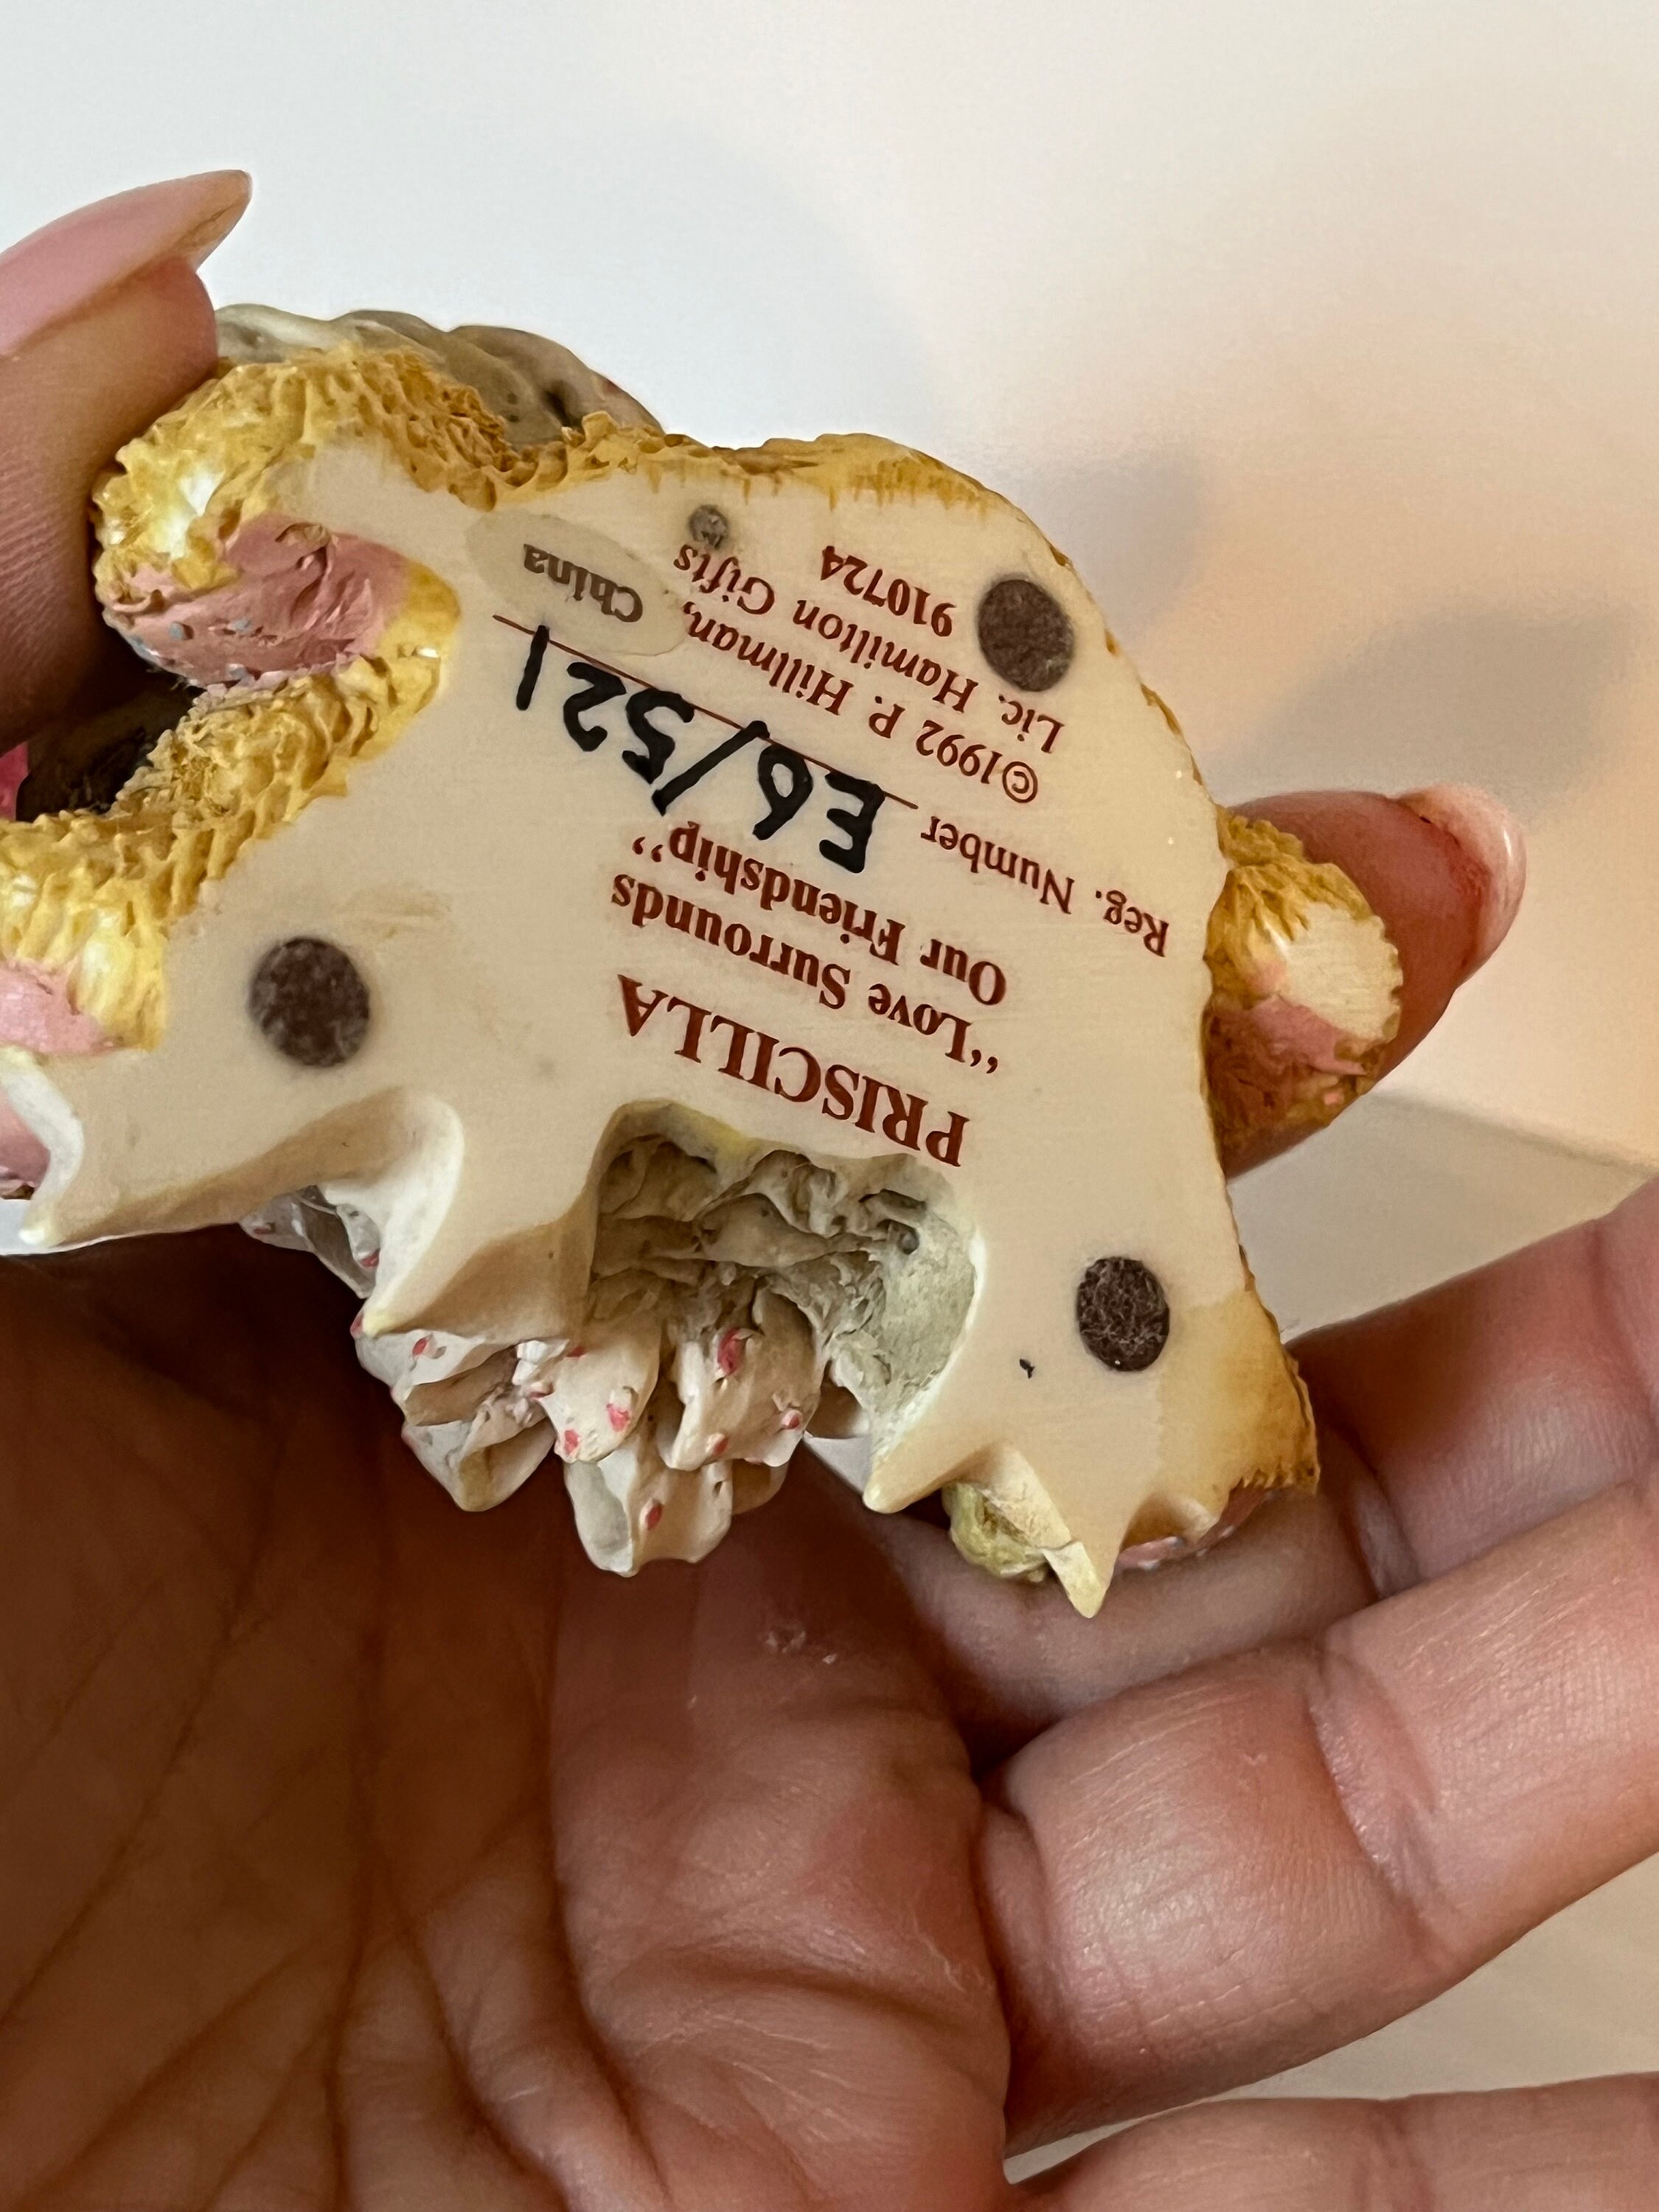 PRISCILLA
"Love Surrounds
Our Friendship"
Reg. Number E6/521
©1992 P. Hillman,
Lic. Hamilton Gifts
910724
China